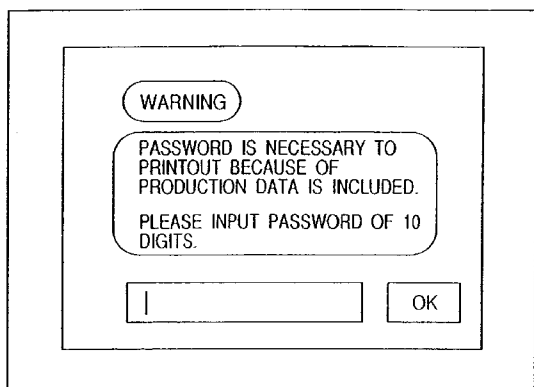 WARNING
PASSWORD IS NECESSARY TO
PRINTOUT BECAUSE OF
PRODUCTION DATA IS INCLUDED.
PLEASE INPUT PASSWORD OF 10
DIGITS.
OK